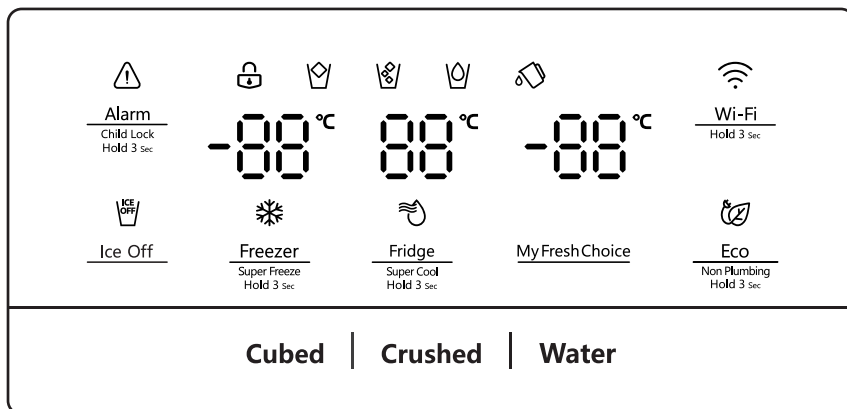 Alarm
Child Lock
Hold 3 Sec
-88 °C
88 °C
-88 °C
Wi-Fi
Hold 3 Sec
ICE
OFF
Ice Off
Freezer
Super Freeze
Hold 3 Sec
Fridge
Super Cool
Hold 3 Sec
My Fresh Choice
Eco
Non Plumbing
Hold 3 Sec
Cubed | Crushed | Water